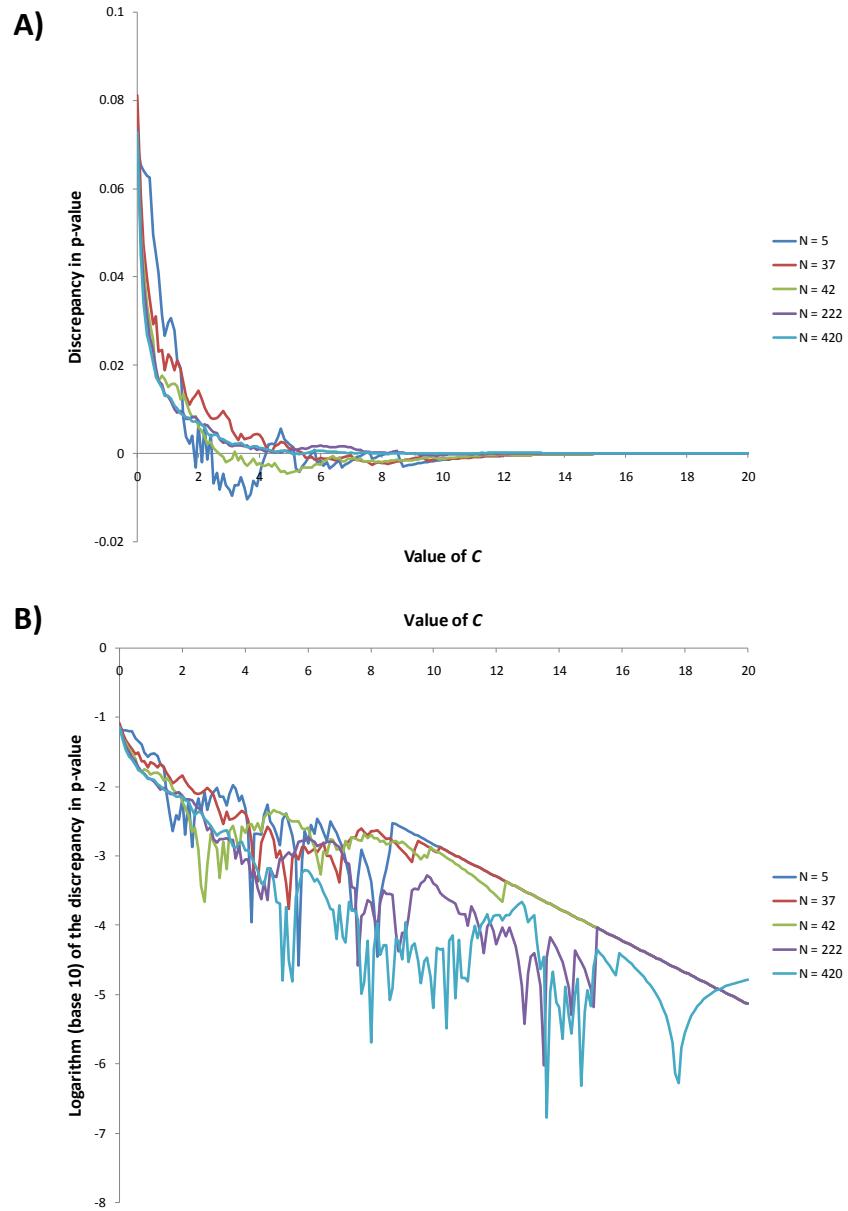 A)
0.1
0.08
0.06
0.04
0.02
0
-0.02
Discrepancy in p-value
0 2 4 6 8 10 12 14 16 18 20
Value of C
N = 5
N = 37
N = 42
N = 222
N = 420
B)
Value of C
0 2 4 6 8 10 12 14 16 18 20
0
-1
-2
-3
-4
-5
-6
-7
-8
Logarithm (base 10) of the discrepancy in p-value
N = 5
N = 37
N = 42
N = 222
N = 420